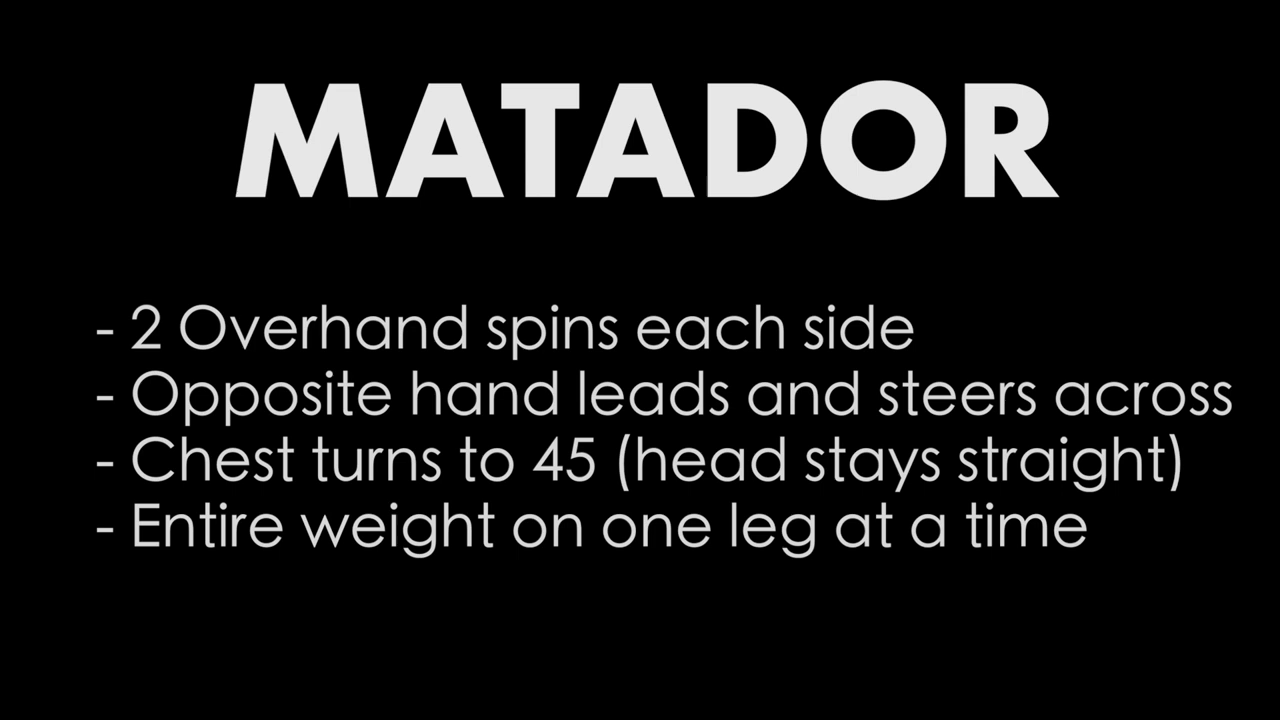 MATADOR
- 2 Overhand spins each side
- Opposite hand leads and steers across
- Chest turns to 45 (head stays straight)
- Entire weight on one leg at a time